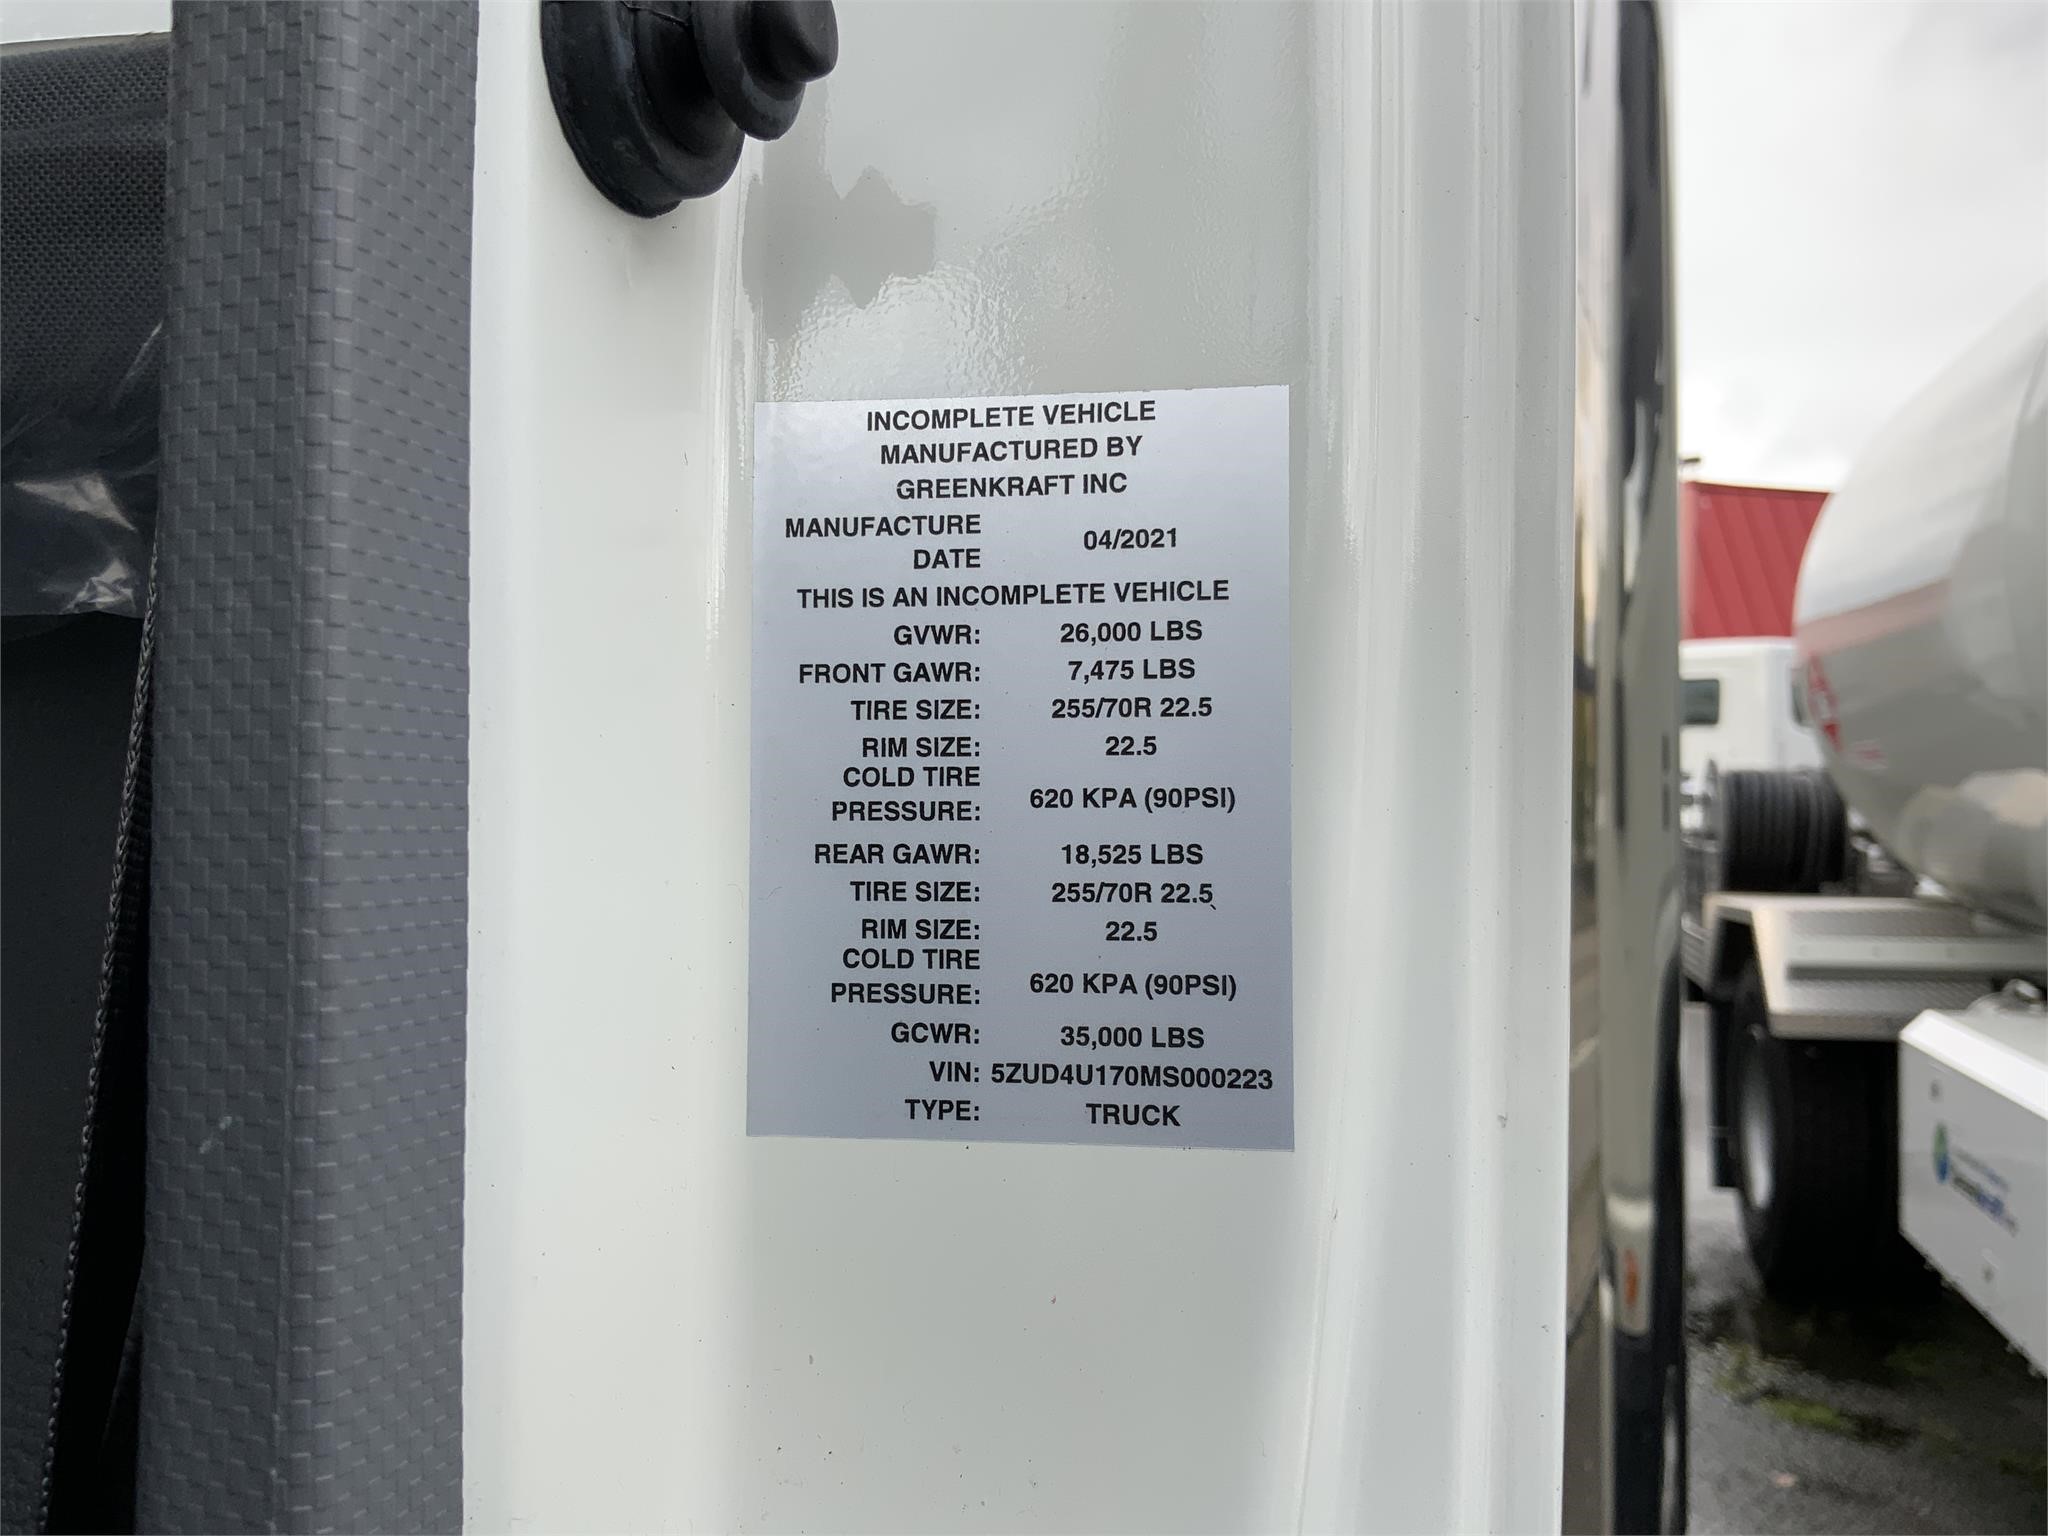 INCOMPLETE VEHICLE
MANUFACTURED BY
GREENKRAFT INC
MANUFACTURE
DATE 04/2021
THIS IS AN INCOMPLETE VEHICLE
GVWR: 26,000 LBS
FRONT GAWR: 7,475 LBS
TIRE SIZE: 255/70R 22.5
RIM SIZE: 22.5
COLD TIRE
PRESSURE: 620 KPA (90PSI)
REAR GAWR: 18,525 LBS
TIRE SIZE: 255/70R 22.5
RIM SIZE: 22.5
COLD TIRE
PRESSURE: 620 KPA (90PSI)
GCWR: 35,000 LBS
VIN: 5ZUD4U170MS000223
TYPE: TRUCK